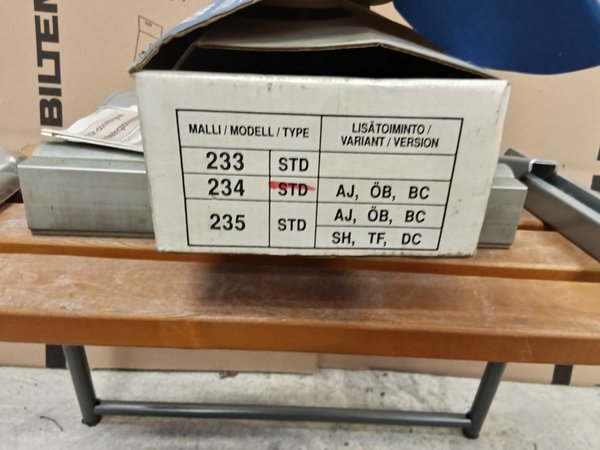 BILTEM
MALLI / MODELL / TYPE LISÄTOIMINTO / VARIANT / VERSION
233 STD
234 STD AJ, ÖB, BC
235 STD AJ, ÖB, BC
SH, TF, DC